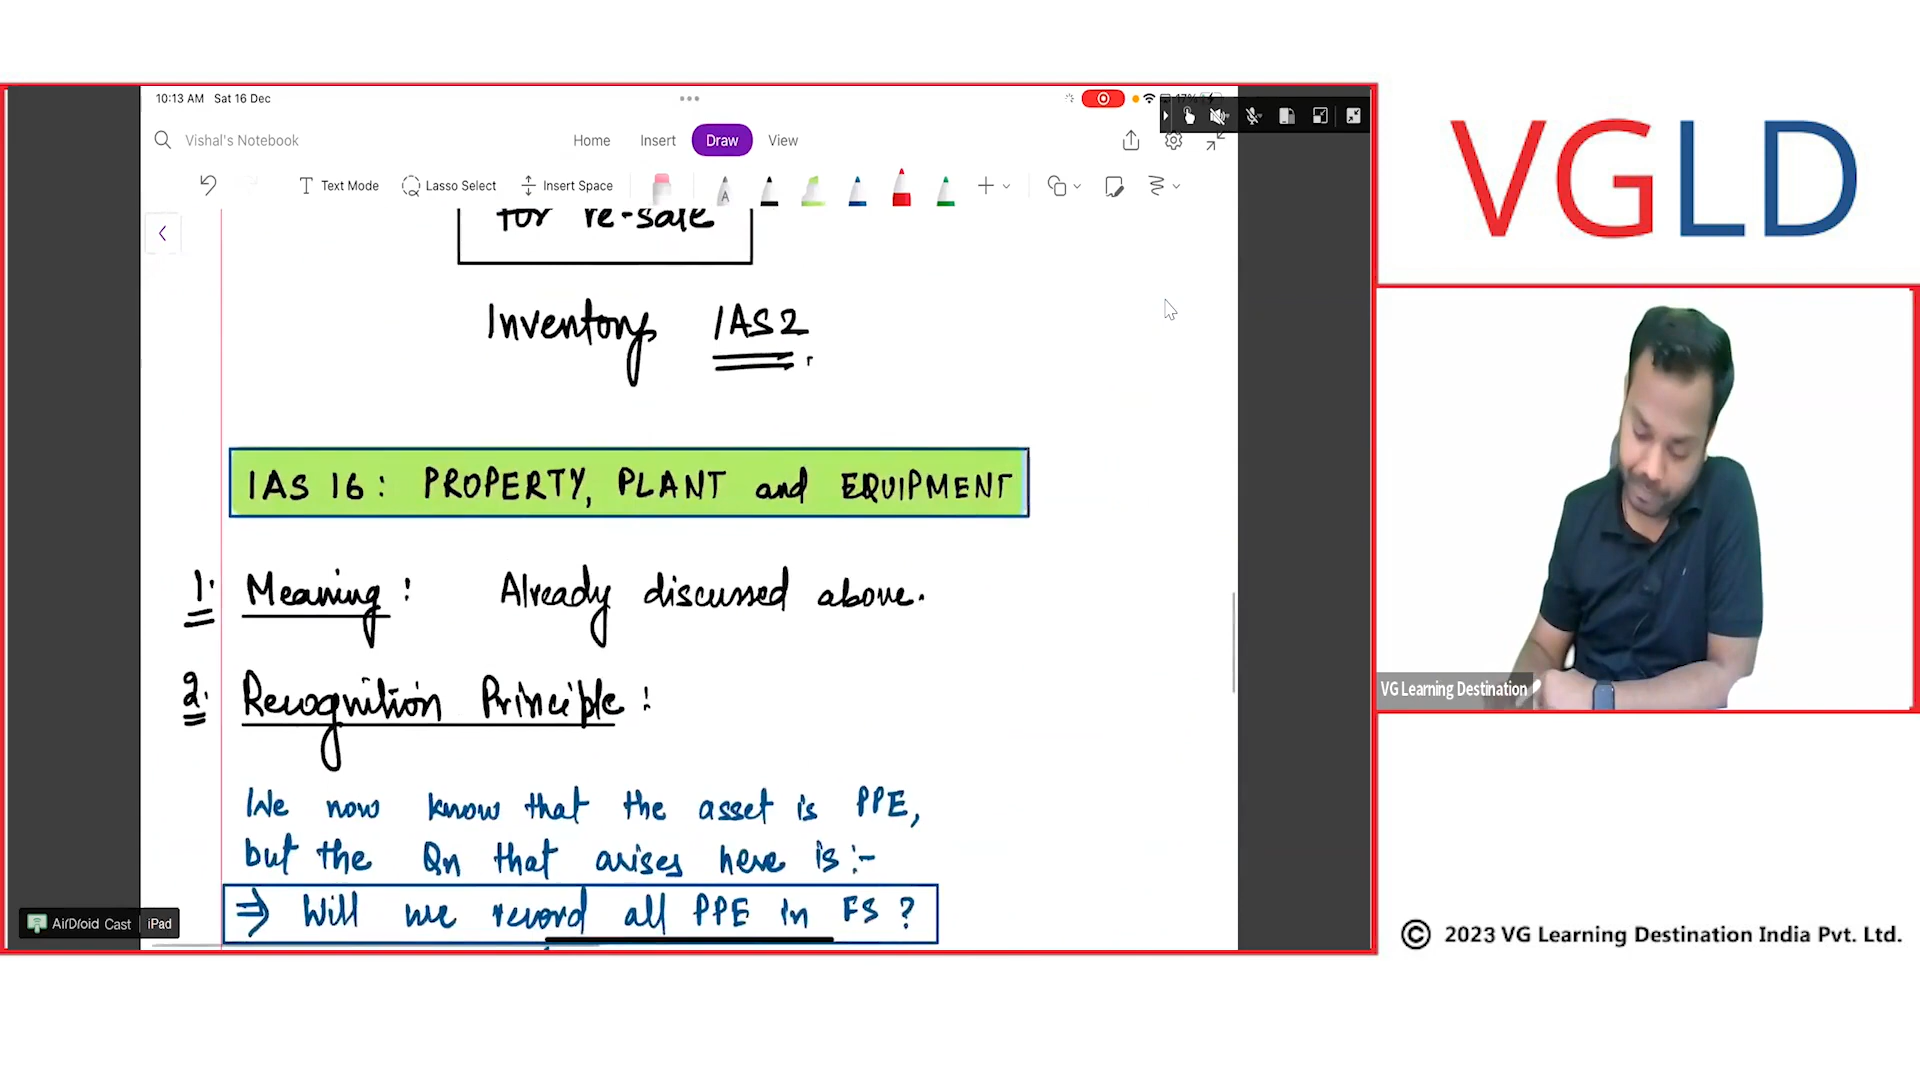 10:13 AM Sat 16 Dec
17%
Vishal's Notebook
Home Insert Draw View
Text Mode Lasso Select Insert Space
for re-sale
Inventory IAS2
IAS 16: PROPERTY, PLANT and EQUIPMENT
1. Meaning: Already discussed above.
2. Recognition Principle:
We now know that the asset is PPE,
but the Qn that arises here is:-
⇒ Will we record all PPE in FS?
AirDroid Cast iPad
VGLD
VG Learning Destination
© 2023 VG Learning Destination India Pvt. Ltd.